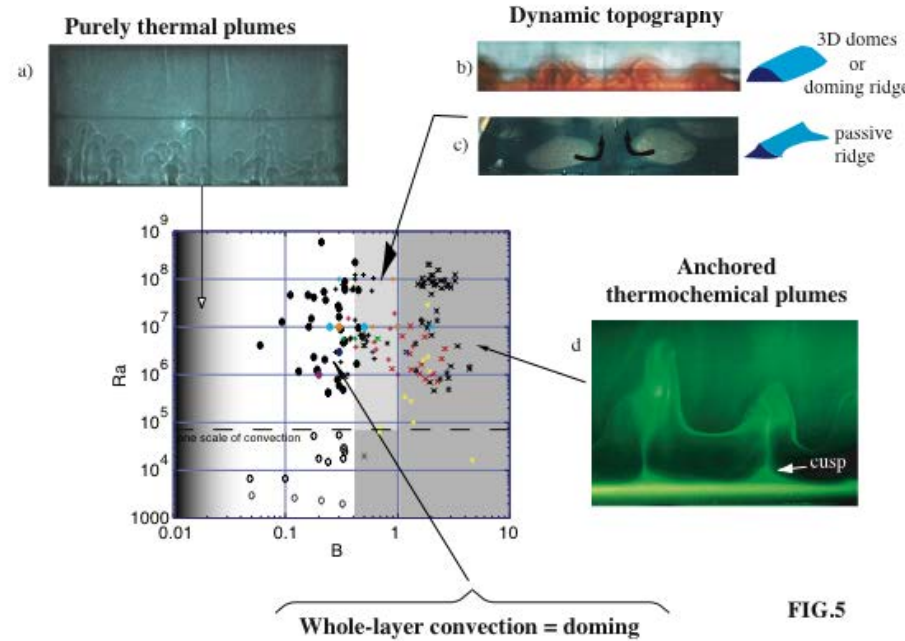 Purely thermal plumes
Dynamic topography
a)
b)
3D domes
or
doming ridge
c)
passive
ridge
Anchored
thermochemical plumes
d
cusp
10^9
10^8
10^7
10^6
10^5
10^4
1000
Ra
one scale of convection
0.01
0.1
1
10
B
Whole-layer convection = doming
FIG.5